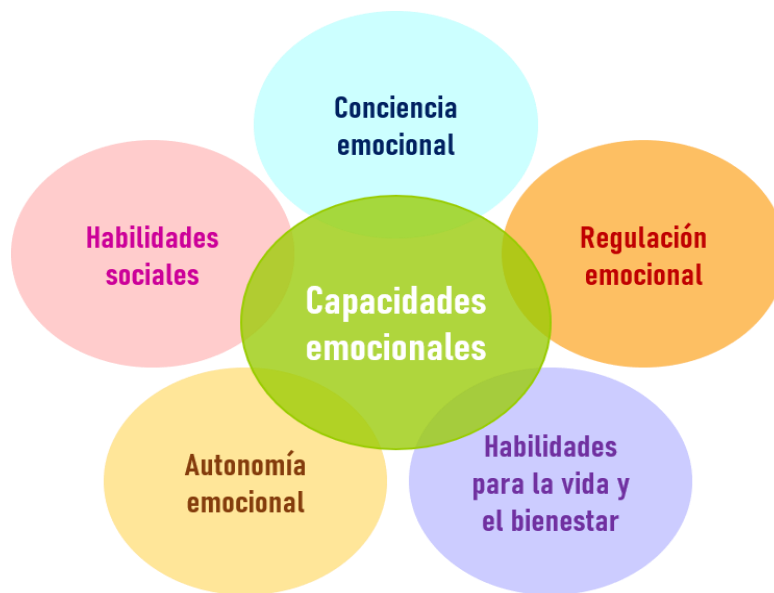 Conciencia
emocional
Habilidades
sociales
Regulación
emocional
Capacidades
emocionales
Autonomía
emocional
Habilidades
para la vida y
el bienestar